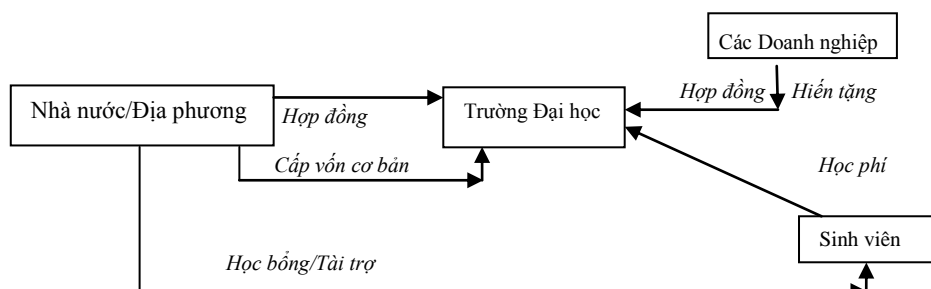 Các Doanh nghiệp
Nhà nước/Địa phương
Hợp đồng
Trường Đại học
Hợp đồng
Hiến tặng
Cấp vốn cơ bản
Học phí
Sinh viên
Học bổng/Tài trợ